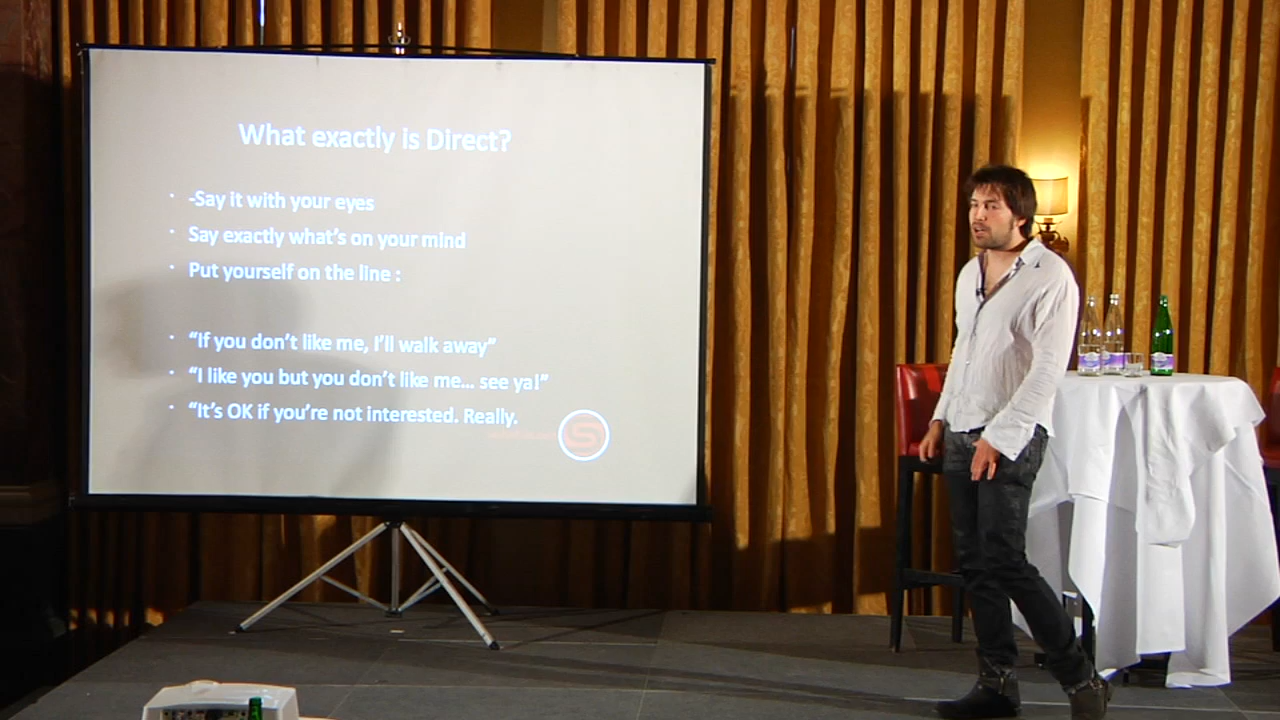 What exactly is Direct?
· -Say it with your eyes
· Say exactly what's on your mind
· Put yourself on the line :
· “If you don't like me, I'll walk away”
· “I like you but you don't like me... see ya!”
· “It's OK if you're not interested. Really.
S